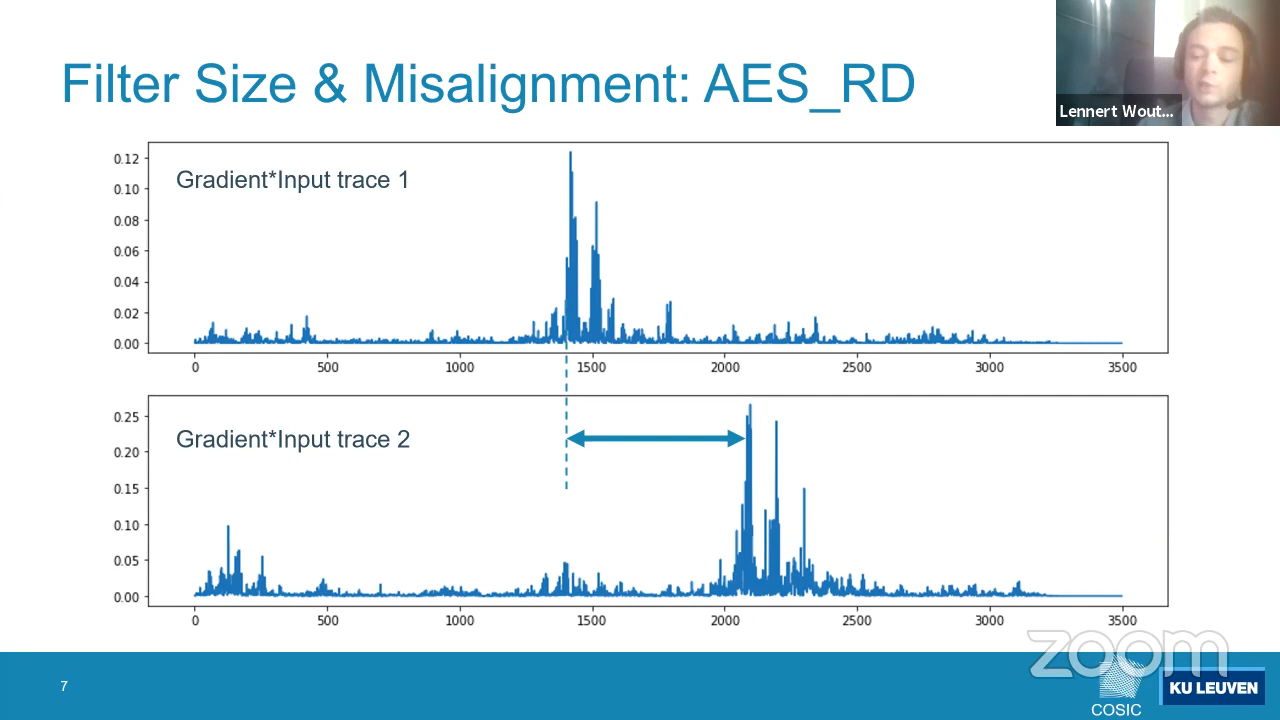 Filter Size & Misalignment: AES_RD
Lennert Wout...
Gradient*Input trace 1
0.12
0.10
0.08
0.06
0.04
0.02
0.00
0 500 1000 1500 2000 2500 3000 3500
Gradient*Input trace 2
0.25
0.20
0.15
0.10
0.05
0.00
0 500 1000 1500 2000 2500 3000 3500
zoom
7
COSIC
KU LEUVEN